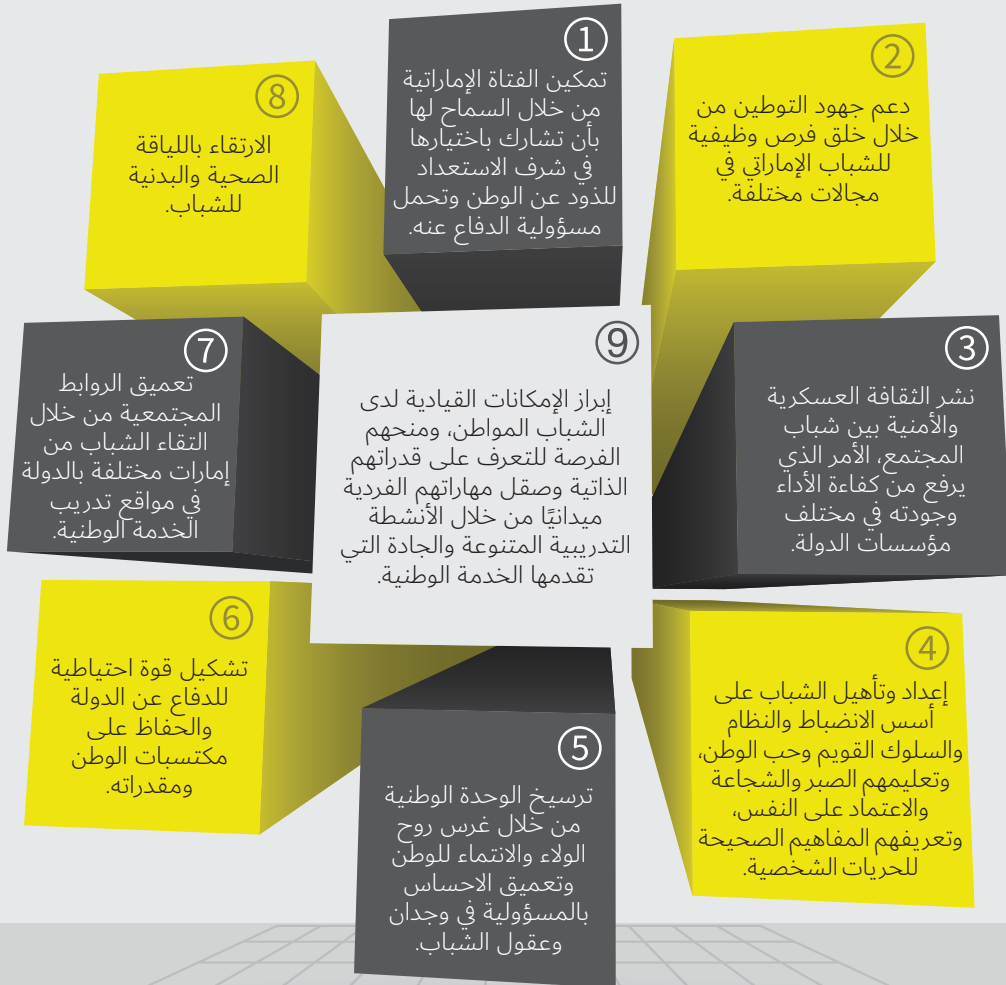 ①
تمكين الفتاة الإماراتية
من خلال السماح لها
بأن تشارك باختيارها
في شرف الاستعداد
للذود عن الوطن وتحمل
مسؤولية الدفاع عنه.
②
دعم جهود التوطين من
خلال خلق فرص وظيفية
للشباب الإماراتي في
مجالات مختلفة.
③
نشر الثقافة العسكرية
والأمنية بين شباب
المجتمع، الأمر الذي
يرفع من كفاءة الأداء
وجودته في مختلف
مؤسسات الدولة.
④
إعداد وتأهيل الشباب على
أسس الانضباط والنظام
والسلوك القويم وحب الوطن،
وتعليمهم الصبر والشجاعة
والاعتماد على النفس،
وتعريفهم المفاهيم الصحيحة
للحريات الشخصية.
⑤
ترسيخ الوحدة الوطنية
من خلال غرس روح
الولاء والانتماء للوطن
وتعميق الاحساس
بالمسؤولية في وجدان
وعقول الشباب.
⑥
تشكيل قوة احتياطية
للدفاع عن الدولة
والحفاظ على
مكتسبات الوطن
ومقدراته.
⑦
تعميق الروابط
المجتمعية من خلال
التقاء الشباب من
إمارات مختلفة بالدولة
في مواقع تدريب
الخدمة الوطنية.
⑧
الارتقاء باللياقة
الصحية والبدنية
للشباب.
⑨
إبراز الإمكانات القيادية لدى
الشباب المواطن، ومنحهم
الفرصة للتعرف على قدراتهم
الذاتية وصقل مهاراتهم الفردية
ميدانيًا من خلال الأنشطة
التدريبية المتنوعة والجادة التي
تقدمها الخدمة الوطنية.